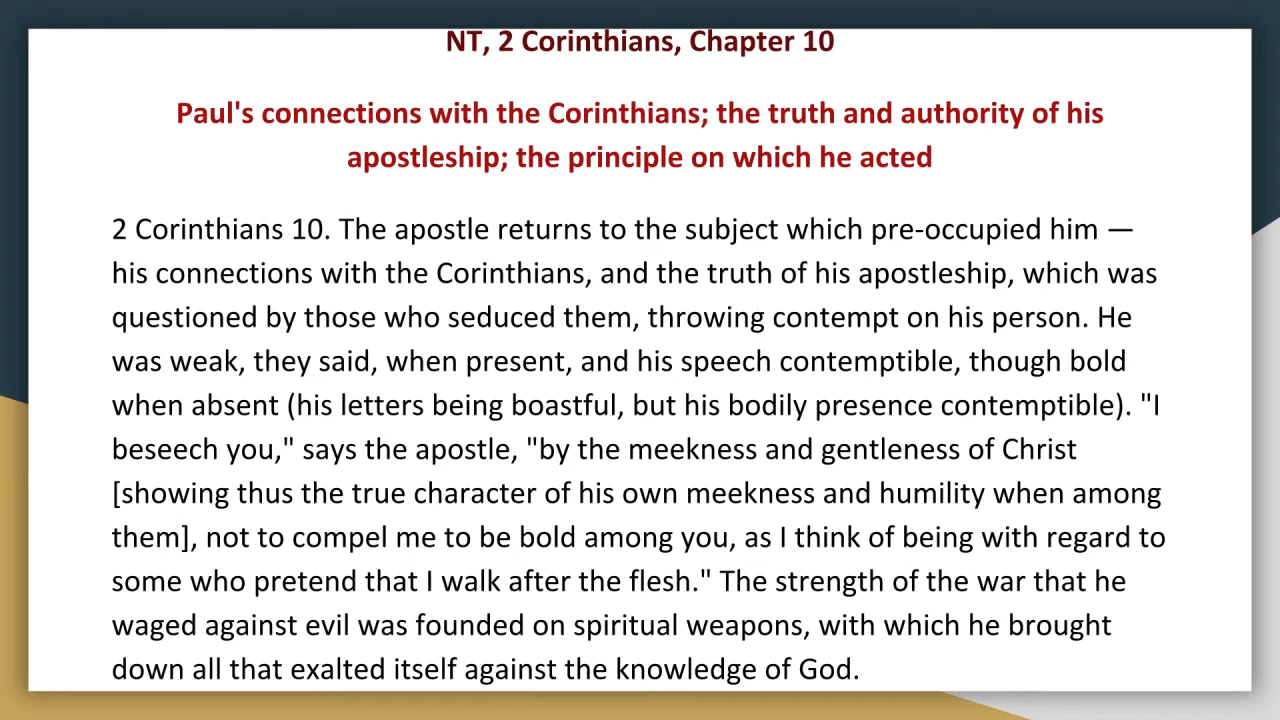 NT, 2 Corinthians, Chapter 10
Paul's connections with the Corinthians; the truth and authority of his
apostleship; the principle on which he acted
2 Corinthians 10. The apostle returns to the subject which pre-occupied him —
his connections with the Corinthians, and the truth of his apostleship, which was
questioned by those who seduced them, throwing contempt on his person. He
was weak, they said, when present, and his speech contemptible, though bold
when absent (his letters being boastful, but his bodily presence contemptible). "I
beseech you," says the apostle, "by the meekness and gentleness of Christ
[showing thus the true character of his own meekness and humility when among
them], not to compel me to be bold among you, as I think of being with regard to
some who pretend that I walk after the flesh." The strength of the war that he
waged against evil was founded on spiritual weapons, with which he brought
down all that exalted itself against the knowledge of God.